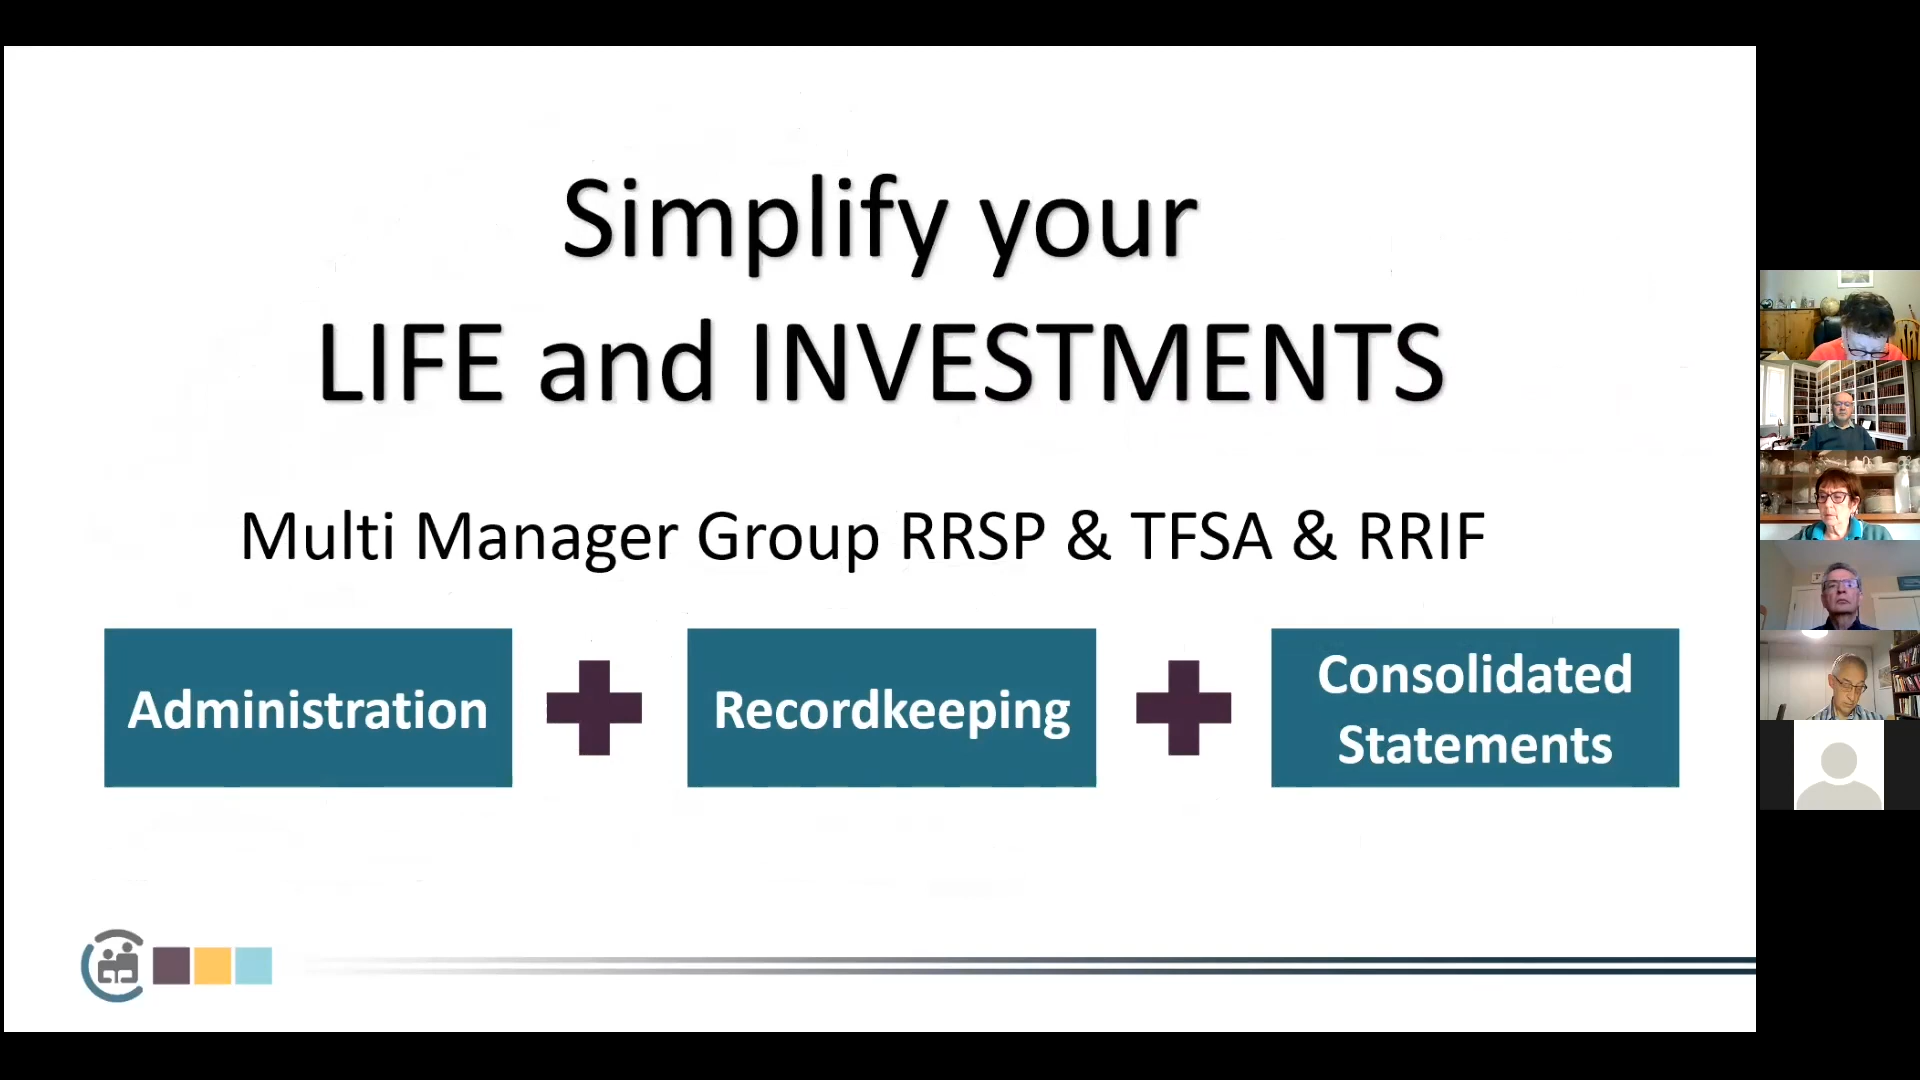 Simplify your
LIFE and INVESTMENTS
Multi Manager Group RRSP & TFSA & RRIF
Administration
Recordkeeping
Consolidated
Statements